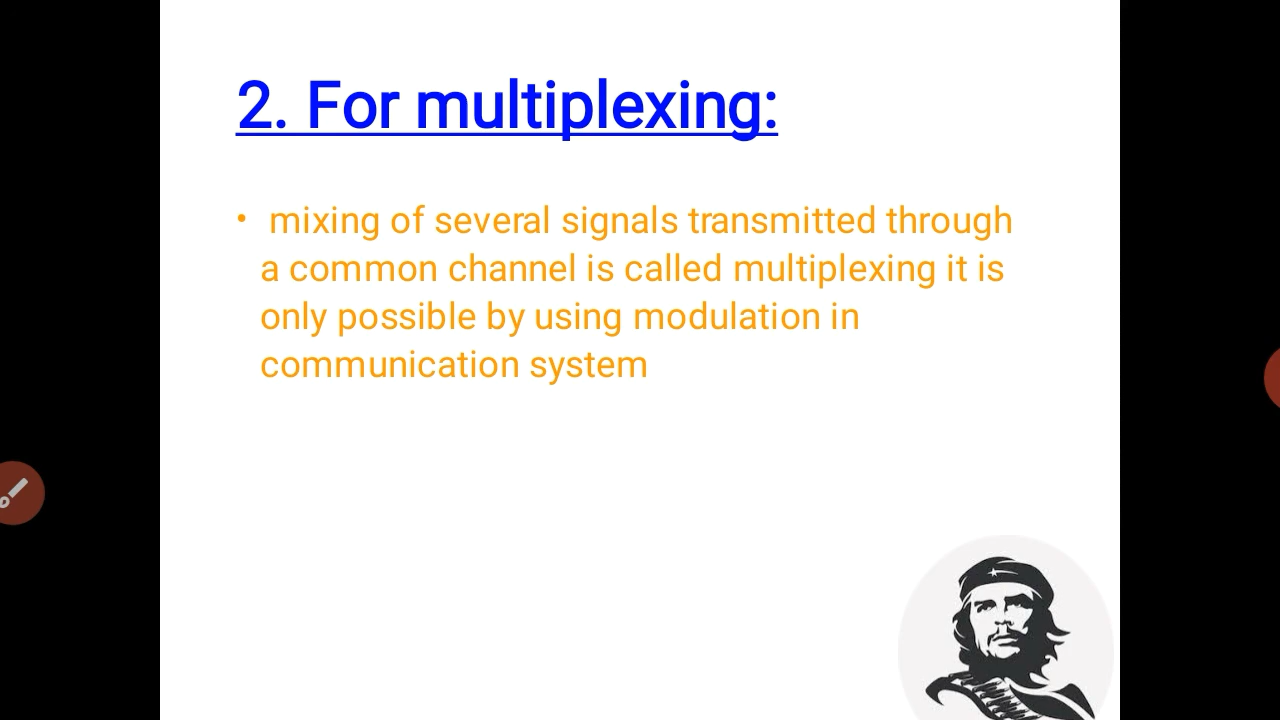 2. For multiplexing:
• mixing of several signals transmitted through
a common channel is called multiplexing it is
only possible by using modulation in
communication system